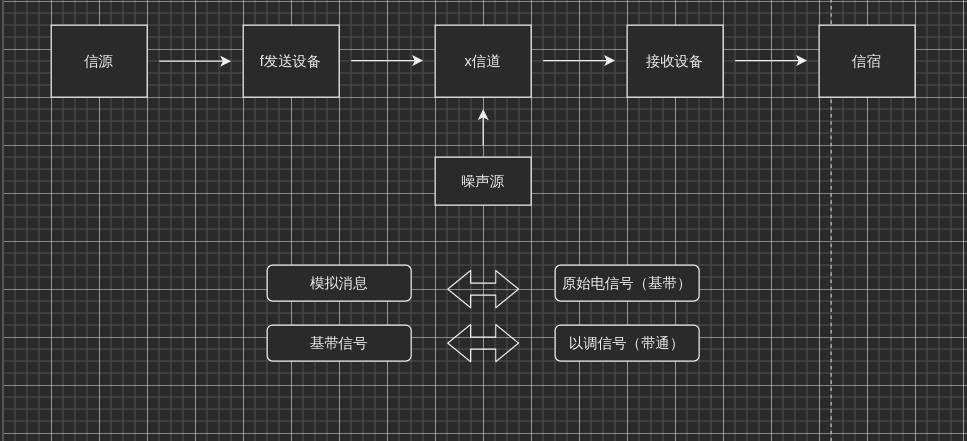 信源
f发送设备
x信道
接收设备
信宿
噪声源
模拟消息
原始电信号（基带）
基带信号
以调信号（带通）